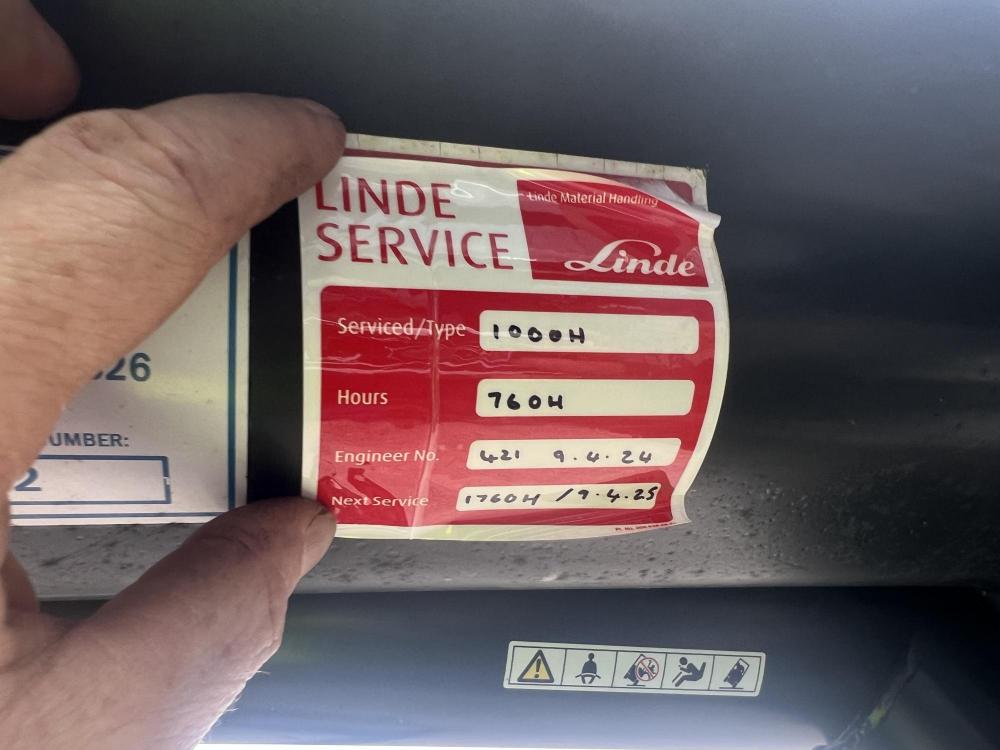 LINDE
SERVICE
Linde Material Handling
Linde
Serviced/Type 1000H
Hours 760H
Engineer No. 421 9.4.24
Next Service 1760H /9.4.25
26
UMBER:
2